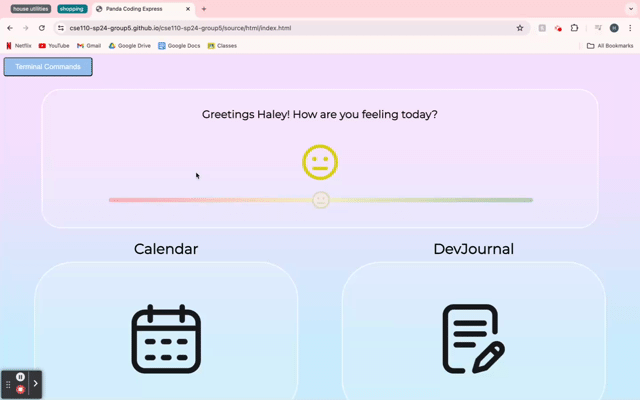 house utilities
shopping
Panda Coding Express
cse110-sp24-group5.github.io/cse110-sp24-group5/source/html/index.html
Netflix
YouTube
Gmail
Google Drive
Google Docs
Classes
All Bookmarks
Terminal Commands
Greetings Haley! How are you feeling today?
Calendar
DevJournal